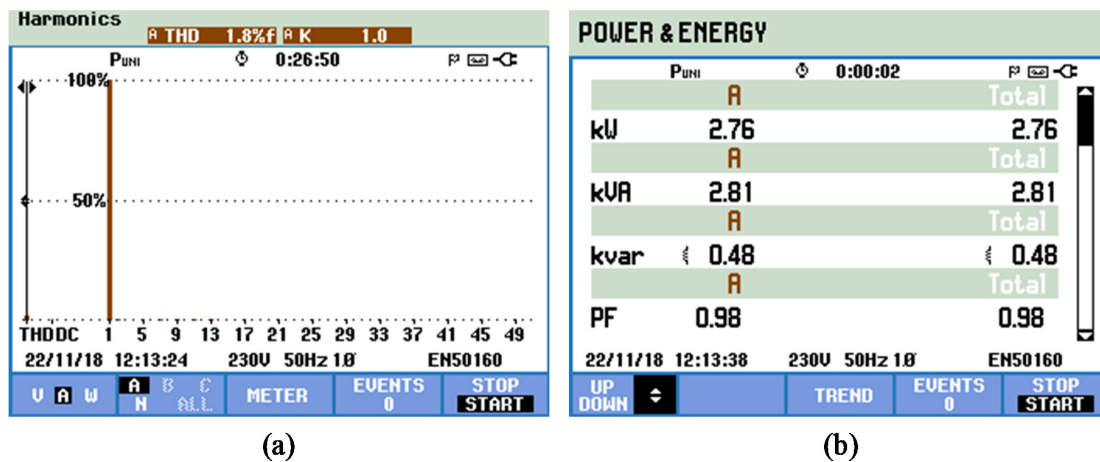 Harmonics
A THD 1.8%f A K 1.0
PUNI 0:26:50
100%
50%
THD DC 1 5 9 13 17 21 25 29 33 37 41 45 49
22/11/18 12:13:24 230V 50Hz 1Ø EN50160
V A W A B C N ALL METER EVENTS 0 STOP START
(a)
POWER & ENERGY
PUNI 0:00:02
A Total
kW 2.76 2.76
A Total
kVA 2.81 2.81
A Total
kvar 0.48 0.48
A Total
PF 0.98 0.98
22/11/18 12:13:38 230V 50Hz 1Ø EN50160
UP DOWN TREND EVENTS 0 STOP START
(b)